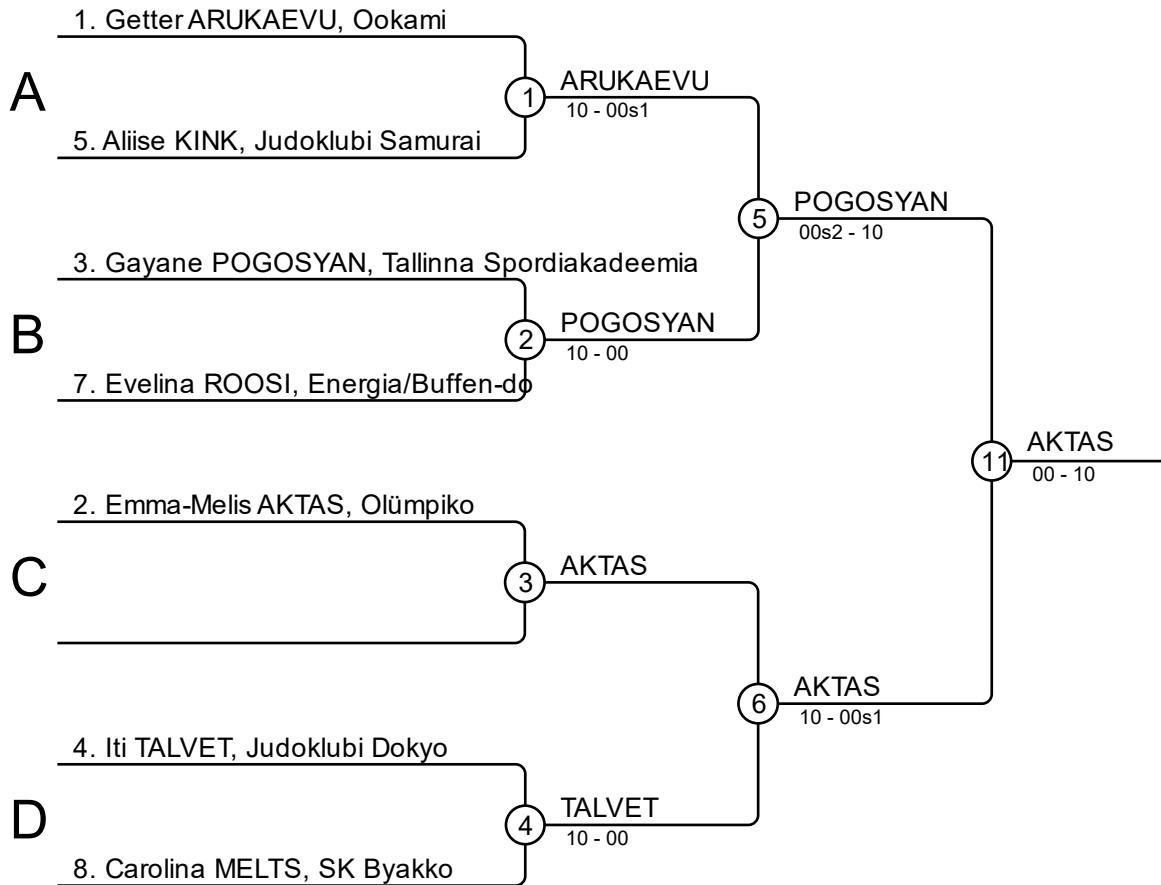 1. Getter ARUKAEVU, Ookami
A
1
ARUKAEVU
10 - 00s1
5. Aliise KINK, Judoklubi Samurai
5
POGOSYAN
00s2 - 10
3. Gayane POGOSYAN, Tallinna Spordiakadeemia
B
2
POGOSYAN
10 - 00
7. Evelina ROOSI, Energia/Buffen-do
11
AKTAS
00 - 10
2. Emma-Melis AKTAS, Olümpiko
C
3
AKTAS
6
AKTAS
10 - 00s1
4. Iti TALVET, Judoklubi Dokyo
D
4
TALVET
10 - 00
8. Carolina MELTS, SK Byakko